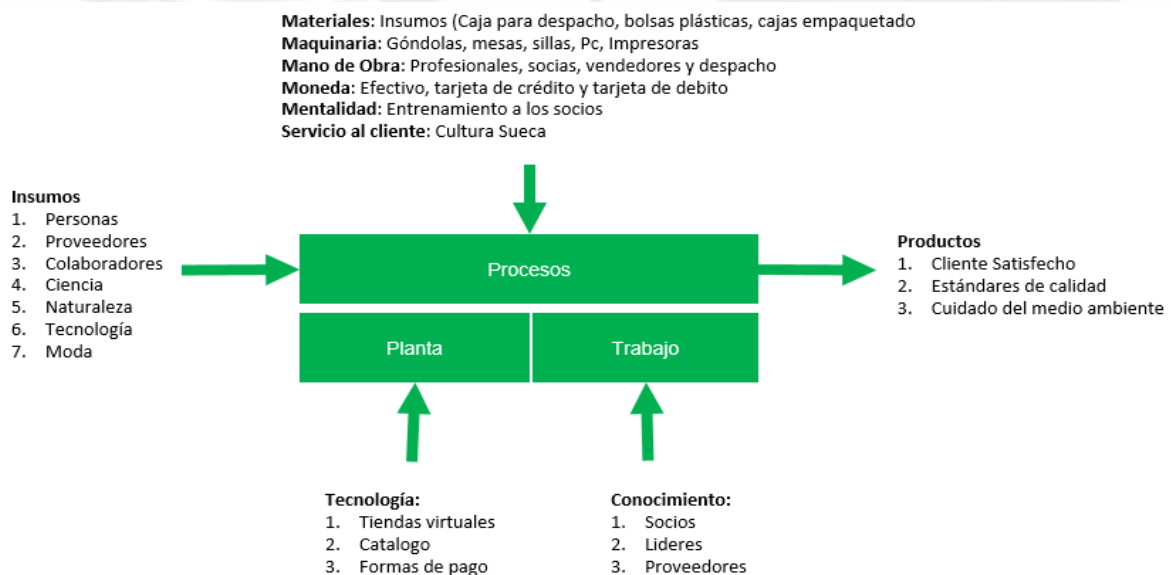 Materiales: Insumos (Caja para despacho, bolsas plásticas, cajas empaquetado
Maquinaria: Góndolas, mesas, sillas, Pc, Impresoras
Mano de Obra: Profesionales, socias, vendedores y despacho
Moneda: Efectivo, tarjeta de crédito y tarjeta de debito
Mentalidad: Entrenamiento a los socios
Servicio al cliente: Cultura Sueca
Insumos
1. Personas
2. Proveedores
3. Colaboradores
4. Ciencia
5. Naturaleza
6. Tecnología
7. Moda
Procesos
Planta
Trabajo
Productos
1. Cliente Satisfecho
2. Estándares de calidad
3. Cuidado del medio ambiente
Tecnología:
1. Tiendas virtuales
2. Catalogo
3. Formas de pago
Conocimiento:
1. Socios
2. Lideres
3. Proveedores